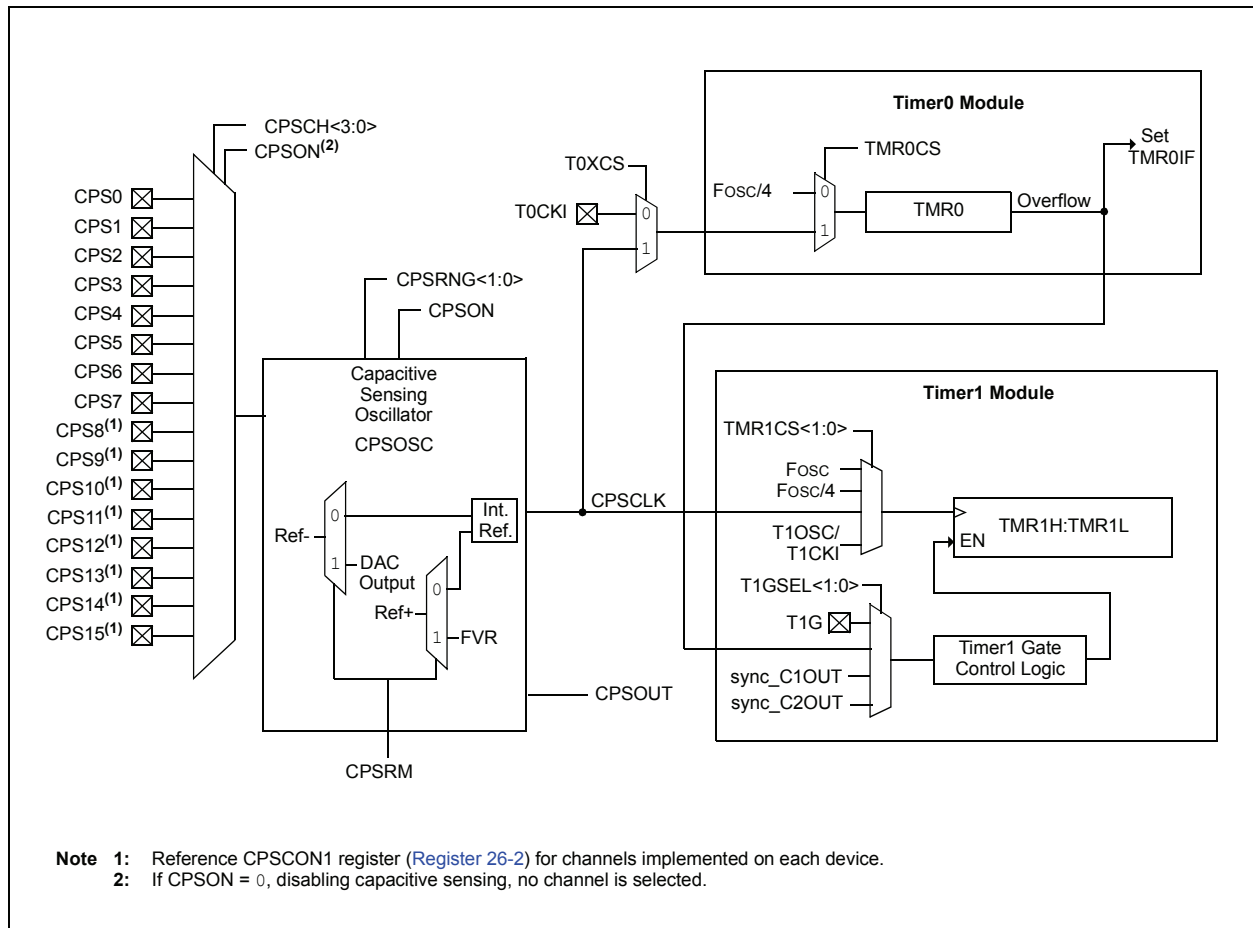 Timer0 Module
CPSCH<3:0>
CPSON(2)
TMR0CS
Set
TMR0IF
T0XCS
FOSC/4
0
1
TMR0
Overflow
T0CKI
0
1
CPS0
CPS1
CPS2
CPS3
CPS4
CPS5
CPS6
CPS7
CPS8(1)
CPS9(1)
CPS10(1)
CPS11(1)
CPS12(1)
CPS13(1)
CPS14(1)
CPS15(1)
CPSRNG<1:0>
CPSON
Capacitive
Sensing
Oscillator
CPSOSC
0
1
Ref-
DAC
Output
Int.
Ref.
0
1
Ref+
FVR
CPSRM
CPSCLK
CPSOUT
Timer1 Module
TMR1CS<1:0>
FOSC
FOSC/4
T1OSC/
T1CKI
TMR1H:TMR1L
EN
T1GSEL<1:0>
T1G
sync_C1OUT
sync_C2OUT
Timer1 Gate
Control Logic
Note 1: Reference CPSCON1 register (Register 26-2) for channels implemented on each device.
2: If CPSON = 0, disabling capacitive sensing, no channel is selected.